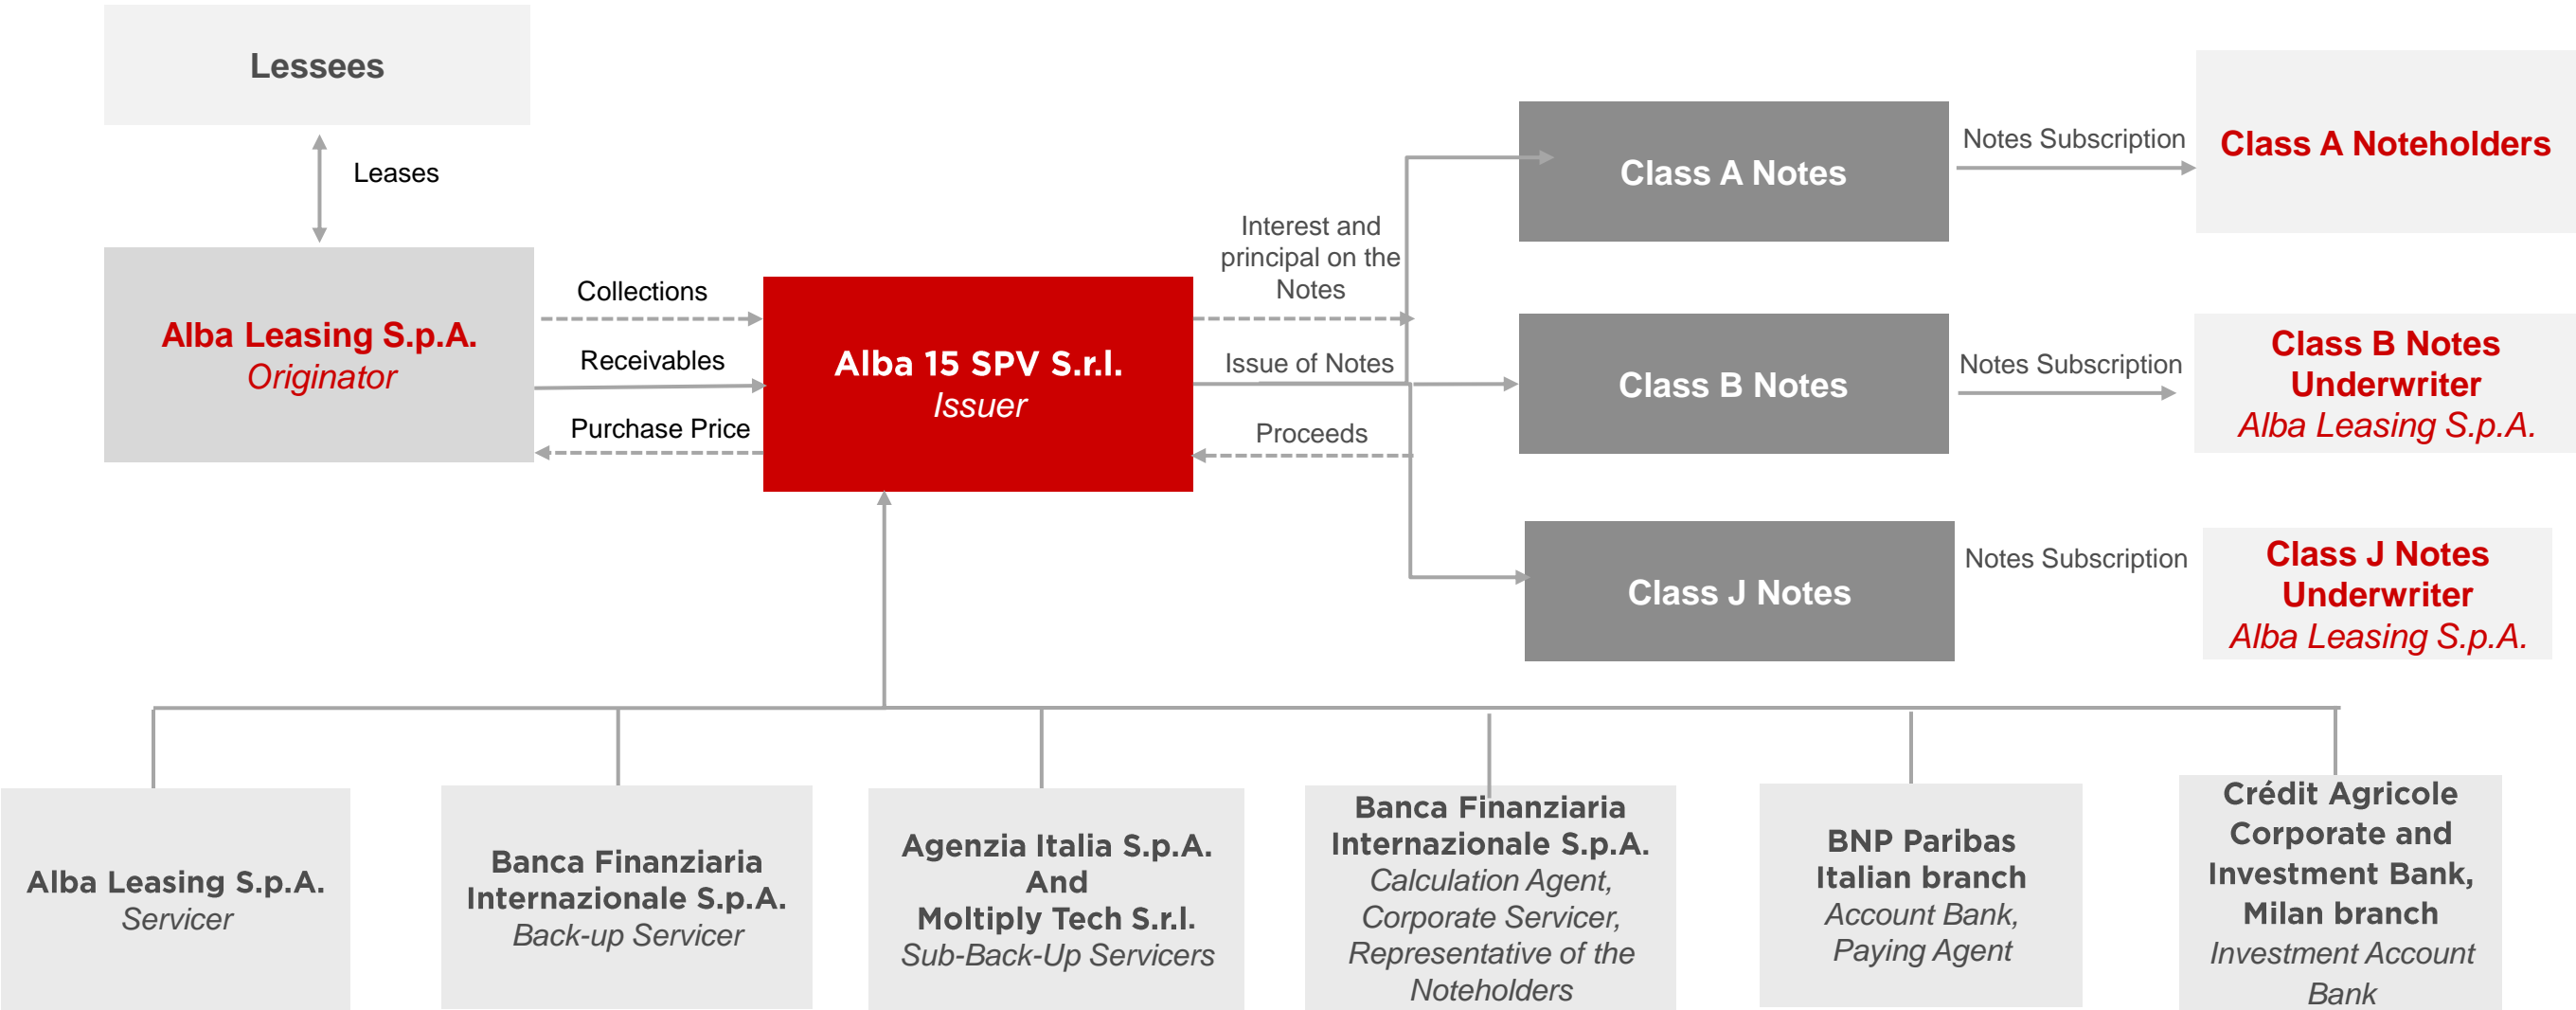 Lessees
Leases
Alba Leasing S.p.A.
Originator
Collections
Receivables
Purchase Price
Alba 15 SPV S.r.l.
Issuer
Interest and
principal on the
Notes
Issue of Notes
Proceeds
Class A Notes
Notes Subscription
Class A Noteholders
Class B Notes
Notes Subscription
Class B Notes
Underwriter
Alba Leasing S.p.A.
Class J Notes
Notes Subscription
Class J Notes
Underwriter
Alba Leasing S.p.A.
Alba Leasing S.p.A.
Servicer
Banca Finanziaria
Internazionale S.p.A.
Back-up Servicer
Agenzia Italia S.p.A.
And
Moltiply Tech S.r.l.
Sub-Back-Up Servicers
Banca Finanziaria
Internazionale S.p.A.
Calculation Agent,
Corporate Servicer,
Representative of the
Noteholders
BNP Paribas
Italian branch
Account Bank,
Paying Agent
Crédit Agricole
Corporate and
Investment Bank,
Milan branch
Investment Account
Bank